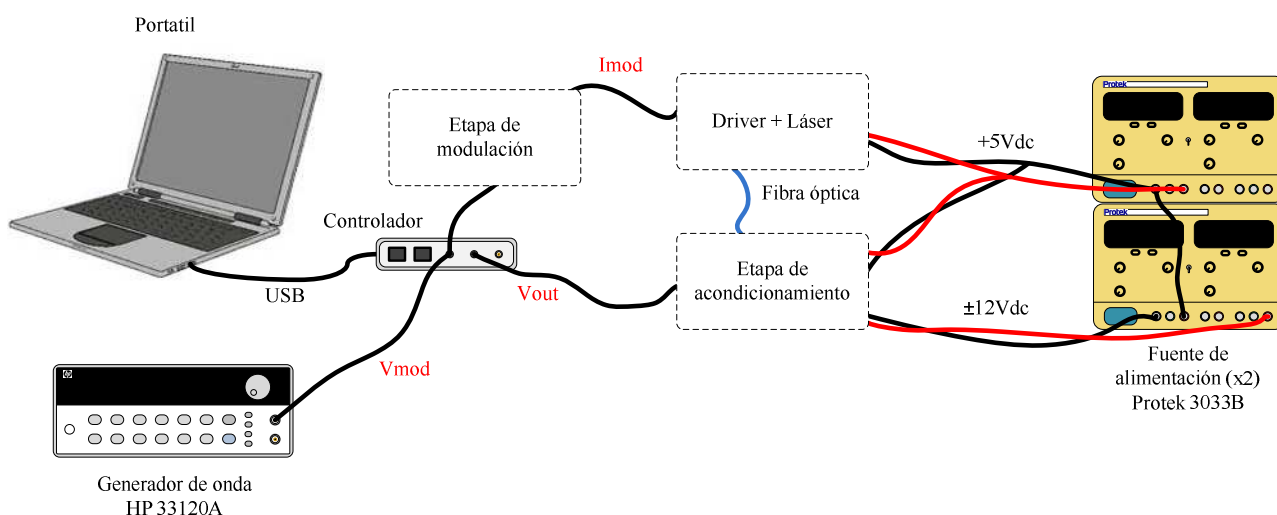 Portatil
Imod
Etapa de
modulación
Driver + Láser
+5Vdc
Protek
Fibra óptica
Controlador
Protek
USB
Vout
Etapa de
acondicionamiento
±12Vdc
Vmod
Fuente de
alimentación (x2)
Protek 3033B
hp
Generador de onda
HP 33120A